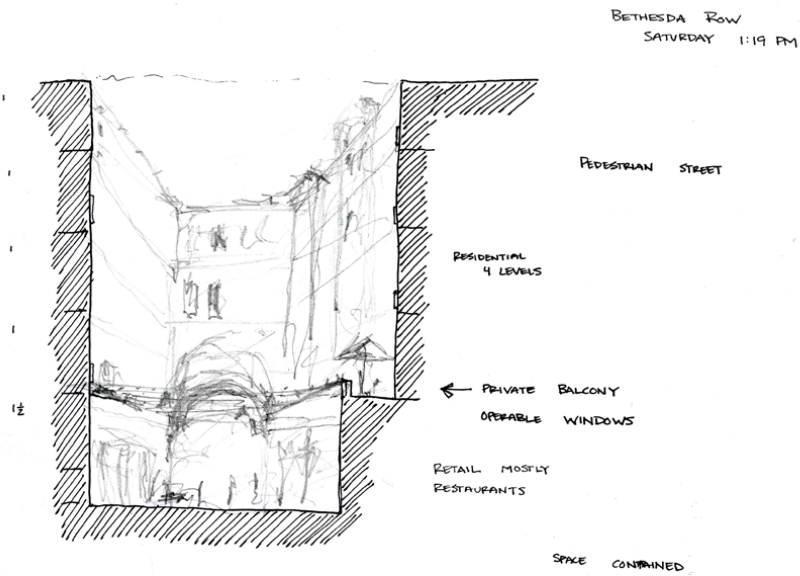 BETHESDA ROW
SATURDAY 1:19 PM
PEDESTRIAN STREET
RESIDENTIAL
4 LEVELS
PRIVATE BALCONY
OPERABLE WINDOWS
RETAIL MOSTLY
RESTAURANTS
SPACE CONTAINED
1
1
1
1
1½